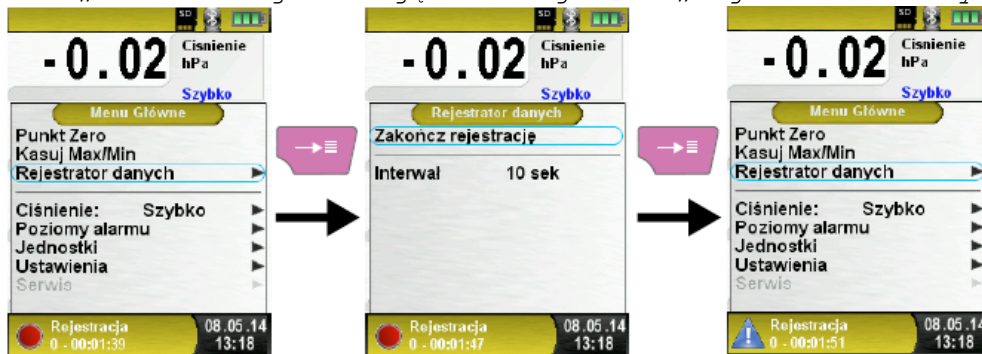 SD
-0.02
Cisnienie
hPa
Szybko
Menu Główne
Punkt Zero
Kasuj Max/Min
Rejestrator danych
Ciśnienie: Szybko
Poziomy alarmu
Jednostki
Ustawienia
Serwis
Rejestracja
0 - 00:01:39
08.05.14
13:18
SD
-0.02
Cisnienie
hPa
Szybko
Rejestrator danych
Zakończ rejestrację
Interwał 10 sek
Rejestracja
0 - 00:01:47
08.05.14
13:18
SD
-0.02
Cisnienie
hPa
Szybko
Menu Główne
Punkt Zero
Kasuj Max/Min
Rejestrator danych
Ciśnienie: Szybko
Poziomy alarmu
Jednostki
Ustawienia
Serwis
Rejestracja
0 - 00:01:51
08.05.14
13:18